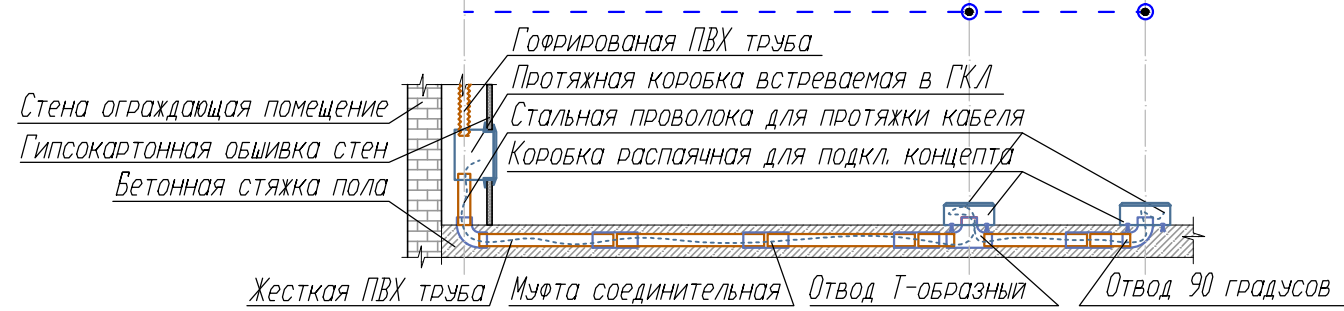 Гофрированая ПВХ труба
Протяжная коробка встреваемая в ГКЛ
Стена ограждающая помещение
Стальная проволока для протяжки кабеля
Гипсокартонная обшивка стен
Коробка распаячная для подкл. концепта
Бетонная стяжка пола
Жесткая ПВХ труба
Муфта соединительная
Отвод Т-образный
Отвод 90 градусов